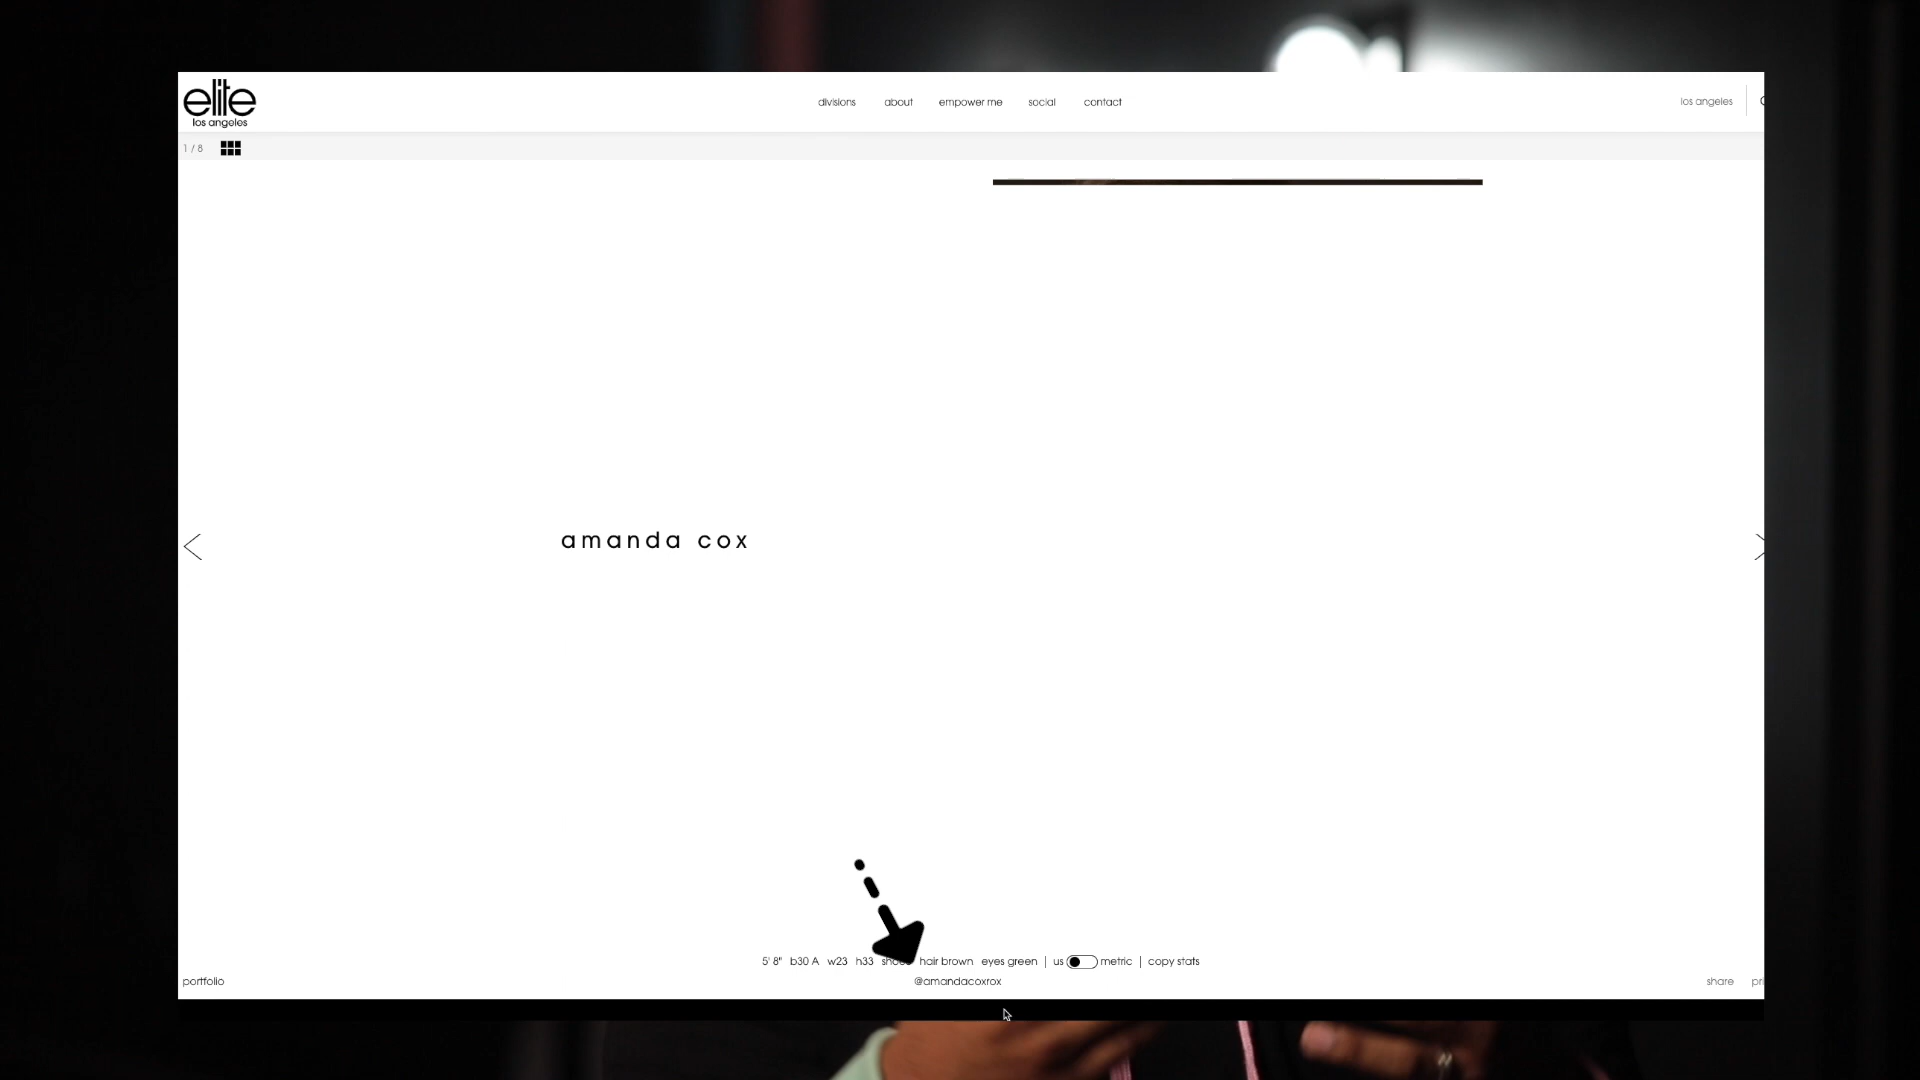 elite
los angeles
divisions about empower me social contact
los angeles
1 / 8
amanda cox
5' 8" b30 A w23 h33 hair brown eyes green | us metric | copy stats
portfolio
@amandacoxrox
share